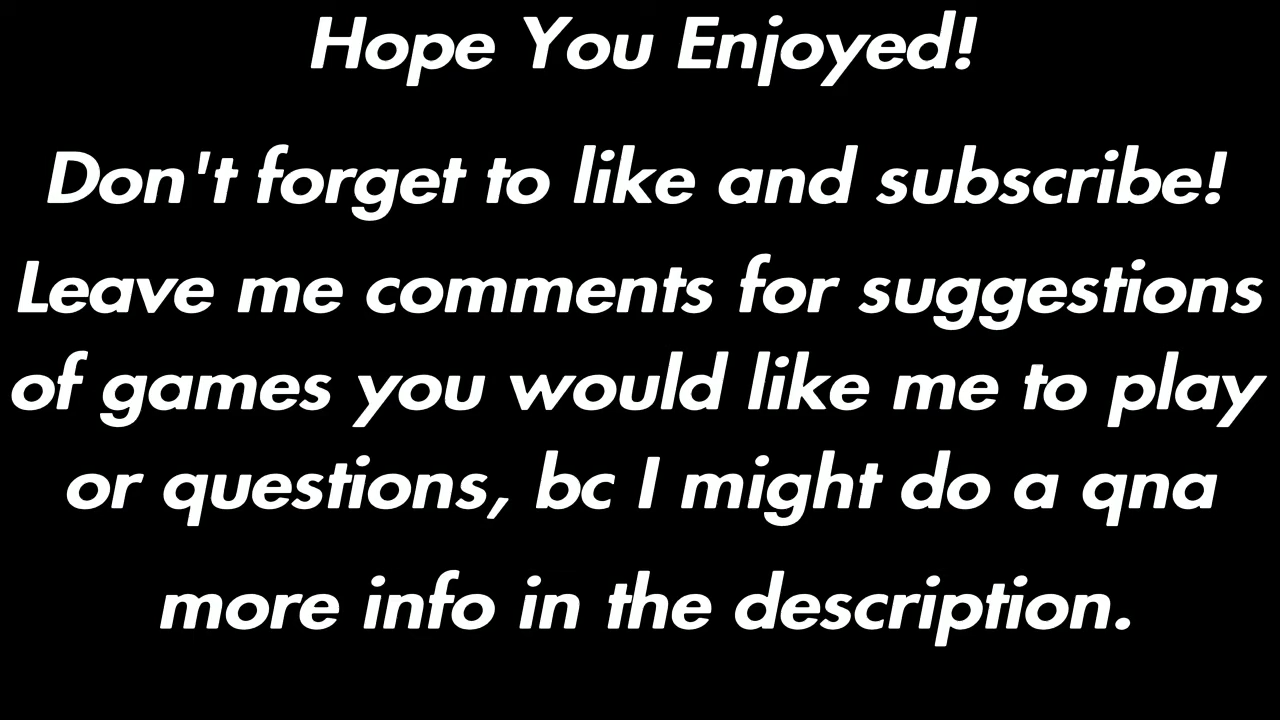 Hope You Enjoyed!
Don't forget to like and subscribe!
Leave me comments for suggestions
of games you would like me to play
or questions, bc I might do a qna
more info in the description.